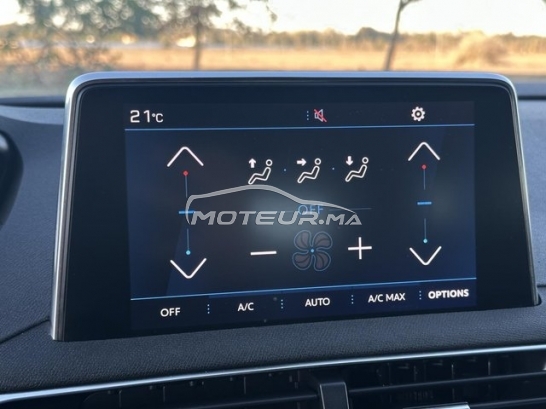 21°C
OFF
MOTEUR.MA
OFF A/C AUTO A/C MAX OPTIONS